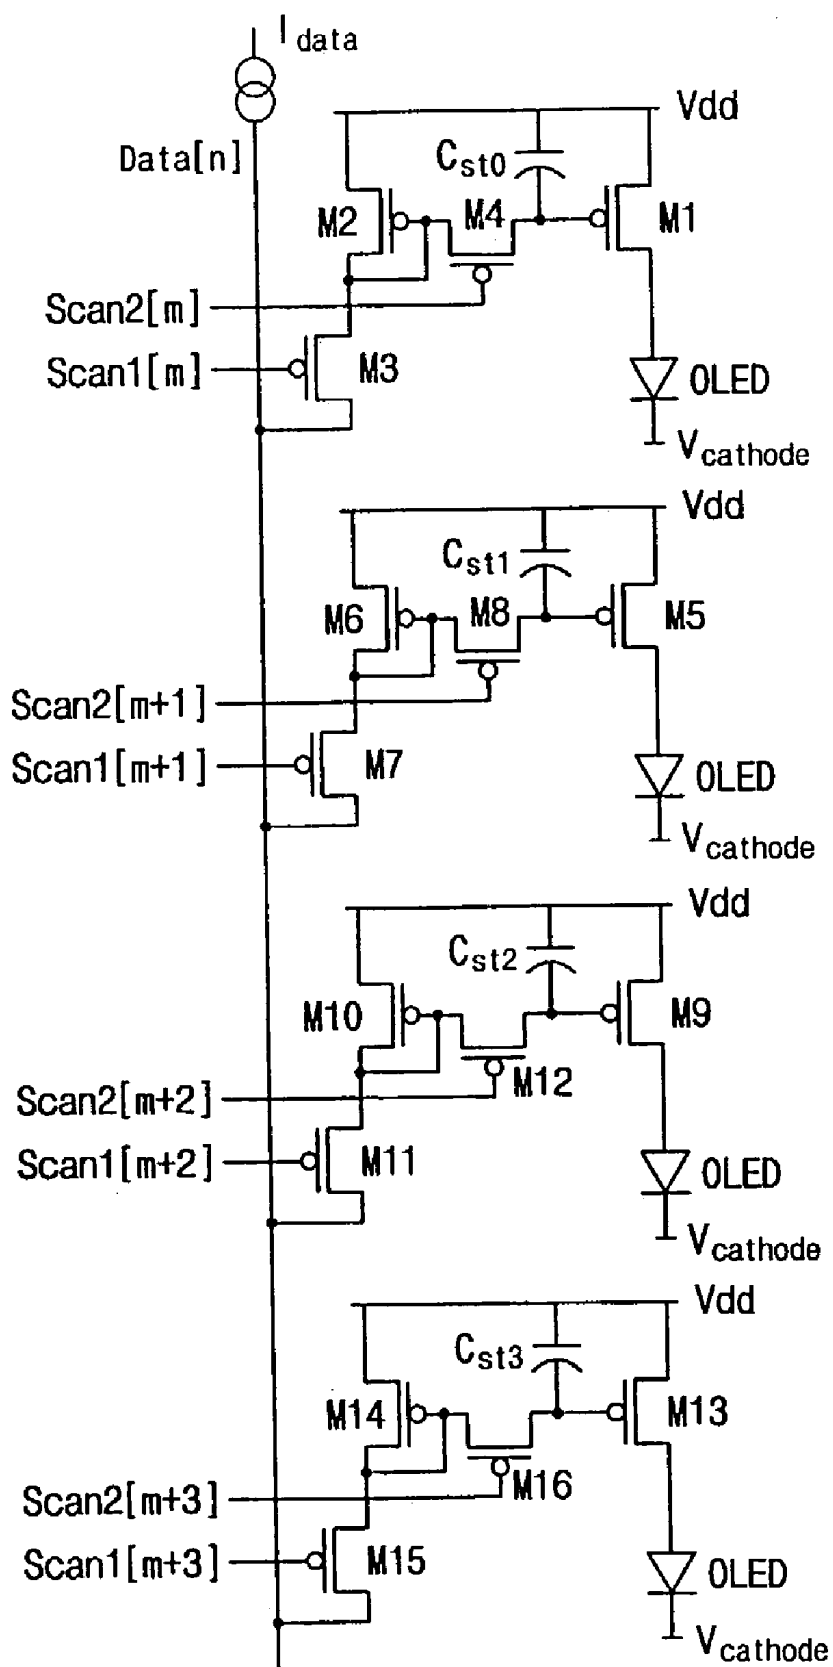 Idata
Vdd
Data[n]
Cst0
M2
M4
M1
Scan2[m]
Scan1[m]
M3
OLED
Vcathode
Vdd
Cst1
M6
M8
M5
Scan2[m+1]
Scan1[m+1]
M7
OLED
Vcathode
Vdd
Cst2
M10
M9
M12
Scan2[m+2]
Scan1[m+2]
M11
OLED
Vcathode
Vdd
Cst3
M14
M13
M16
Scan2[m+3]
Scan1[m+3]
M15
OLED
Vcathode